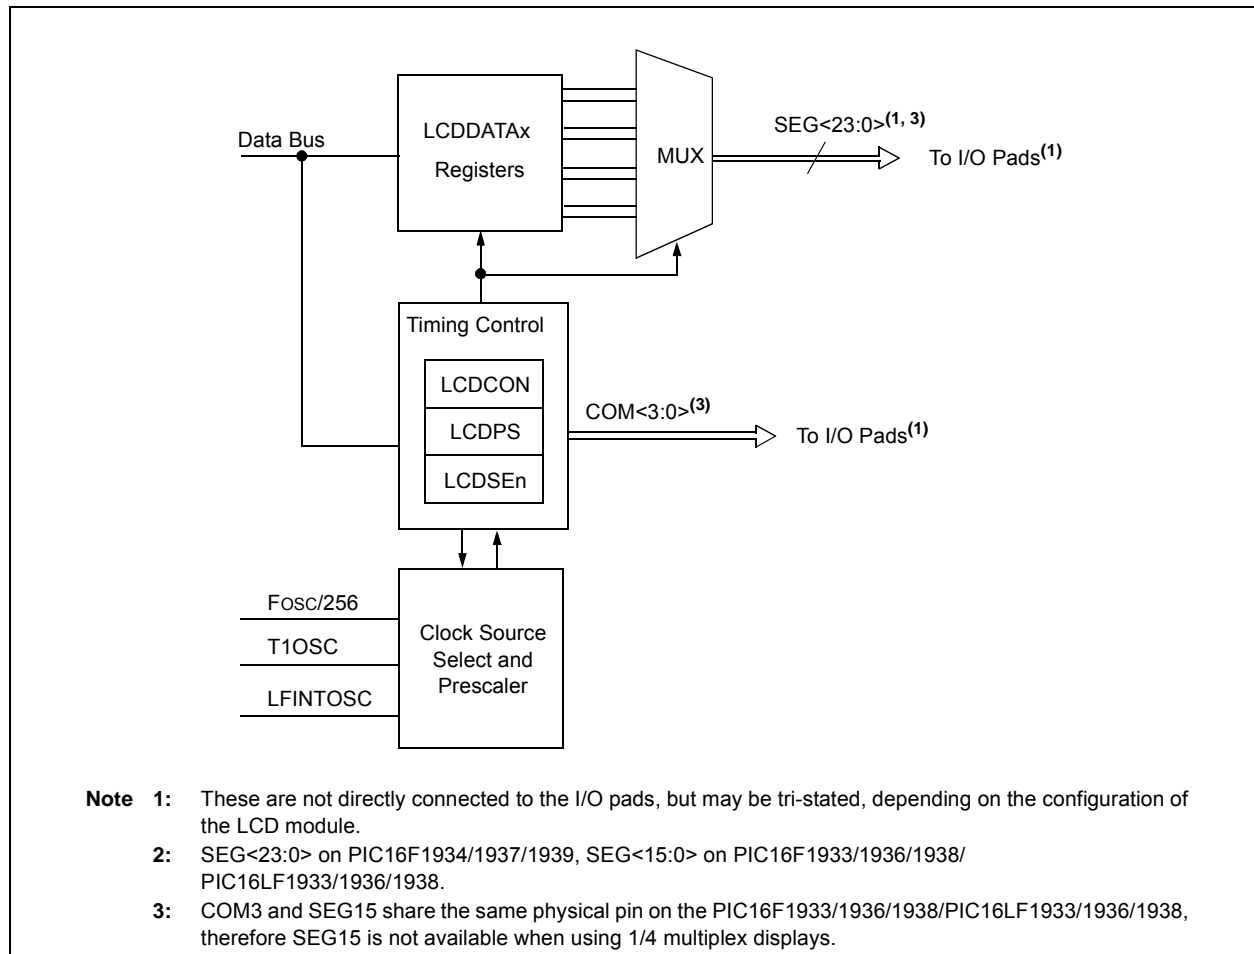 Data Bus
LCDDATAx
Registers
MUX
SEG<23:0>(1, 3)
To I/O Pads(1)
Timing Control
LCDCON
LCDPS
LCDSEn
COM<3:0>(3)
To I/O Pads(1)
FOSC/256
T1OSC
LFINTOSC
Clock Source
Select and
Prescaler
Note 1: These are not directly connected to the I/O pads, but may be tri-stated, depending on the configuration of
the LCD module.
2: SEG<23:0> on PIC16F1934/1937/1939, SEG<15:0> on PIC16F1933/1936/1938/
PIC16LF1933/1936/1938.
3: COM3 and SEG15 share the same physical pin on the PIC16F1933/1936/1938/PIC16LF1933/1936/1938,
therefore SEG15 is not available when using 1/4 multiplex displays.